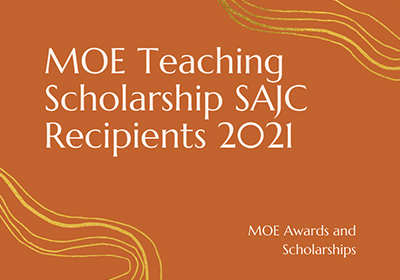 MOE Teaching
Scholarship SAJC
Recipients 2021
MOE Awards and
Scholarships